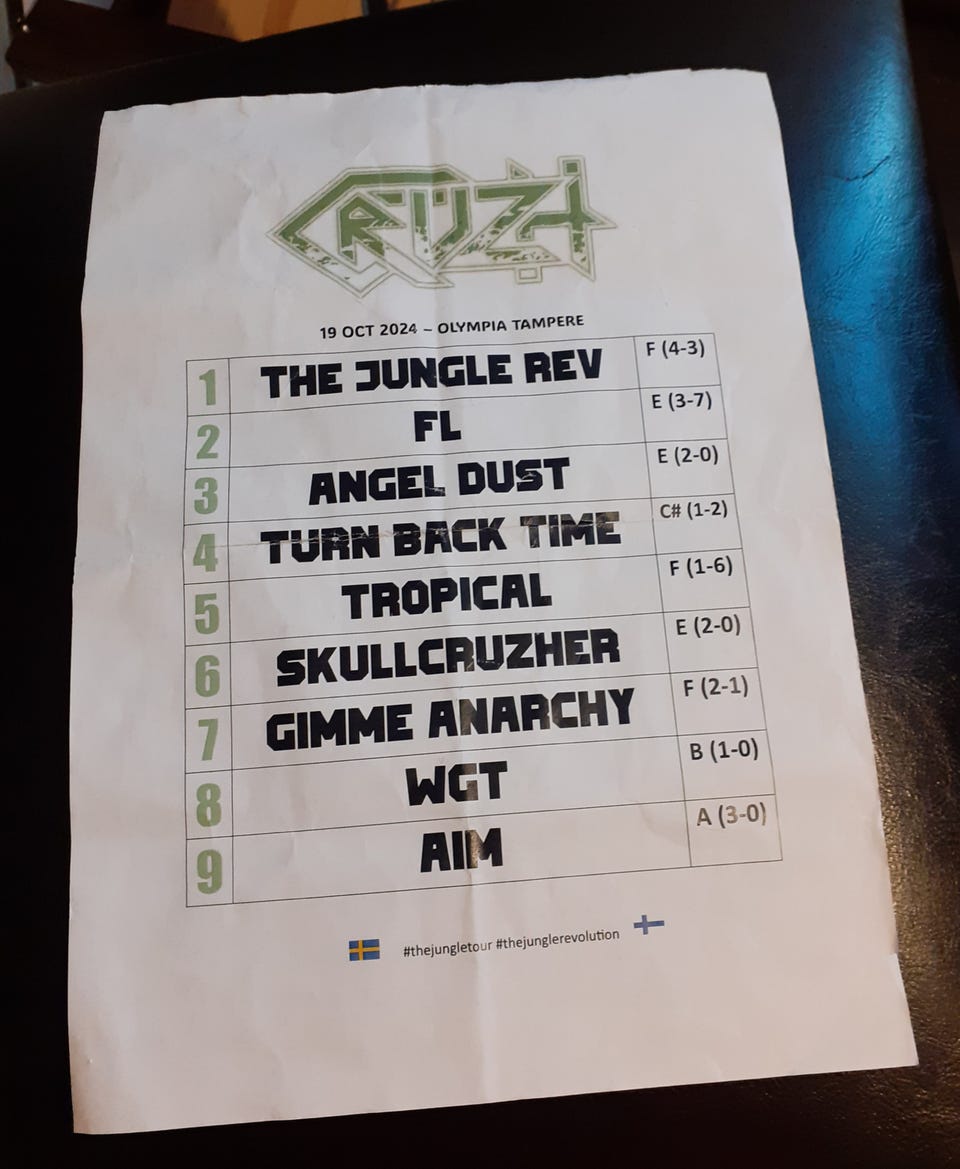 CRUZH
19 OCT 2024 – OLYMPIA TAMPERE
1 THE JUNGLE REV F (4-3)
2 FL E (3-7)
3 ANGEL DUST E (2-0)
4 TURN BACK TIME C# (1-2)
5 TROPICAL F (1-6)
6 SKULLCRUZHER E (2-0)
7 GIMME ANARCHY F (2-1)
8 WGT B (1-0)
9 AIM A (3-0)
#thejungletour #thejunglerevolution